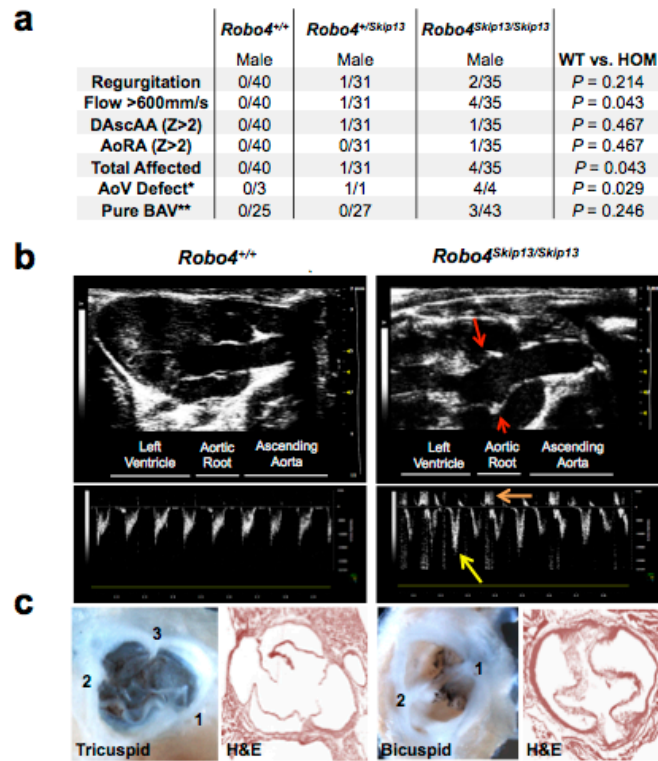 a
Robo4+/+ Robo4+/Skip13 Robo4Skip13/Skip13
Male Male Male WT vs. HOM
Regurgitation 0/40 1/31 2/35 P = 0.214
Flow >600mm/s 0/40 1/31 4/35 P = 0.043
DAscAA (Z>2) 0/40 1/31 1/35 P = 0.467
AoRA (Z>2) 0/40 0/31 1/35 P = 0.467
Total Affected 0/40 1/31 4/35 P = 0.043
AoV Defect* 0/3 1/1 4/4 P = 0.029
Pure BAV** 0/25 0/27 3/43 P = 0.246
b
Robo4+/+ Robo4Skip13/Skip13
Left Ventricle Aortic Root Ascending Aorta
Left Ventricle Aortic Root Ascending Aorta
c
3
2
1
Tricuspid
H&E
1
2
Bicuspid
H&E